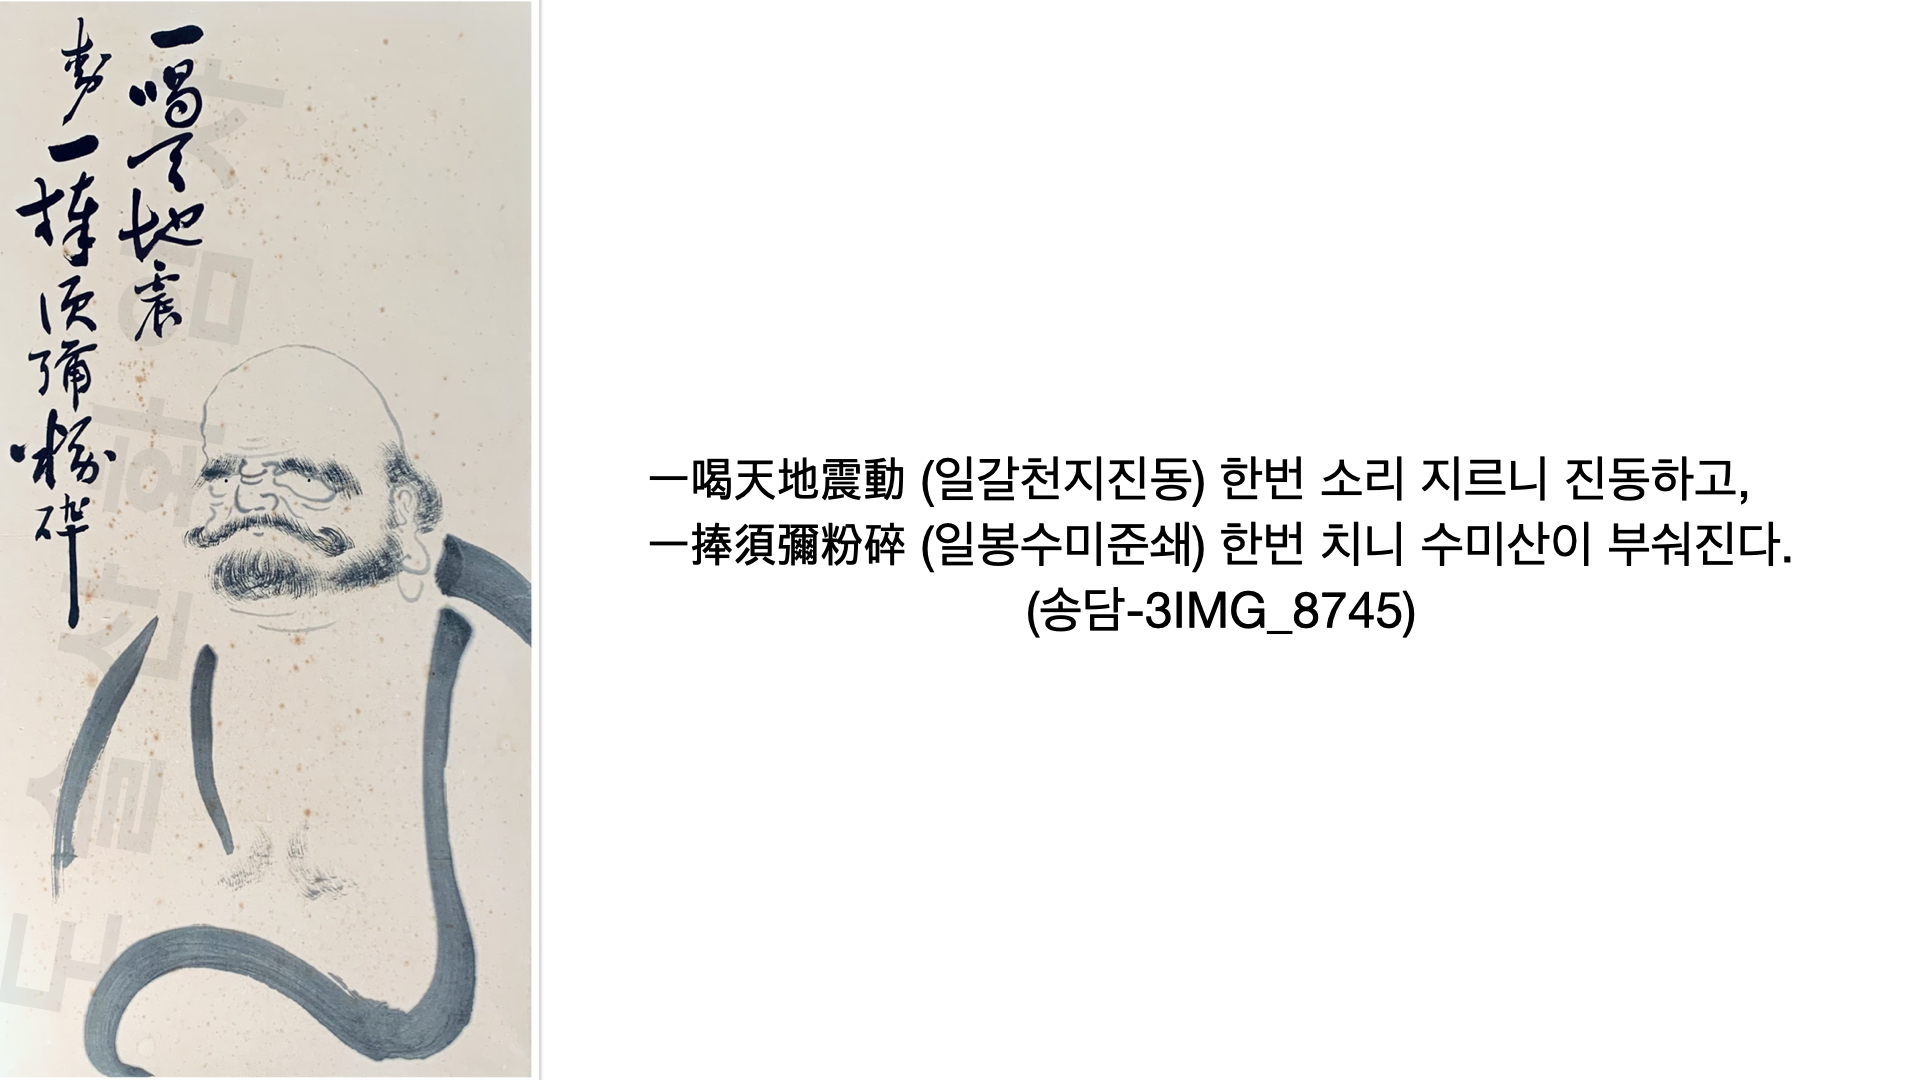 一喝天地震
動一捧須彌粉碎
一喝天地震動 (일갈천지진동) 한번 소리 지르니 진동하고,
一捧須彌粉碎 (일봉수미준쇄) 한번 치니 수미산이 부숴진다.
(송담-3IMG_8745)